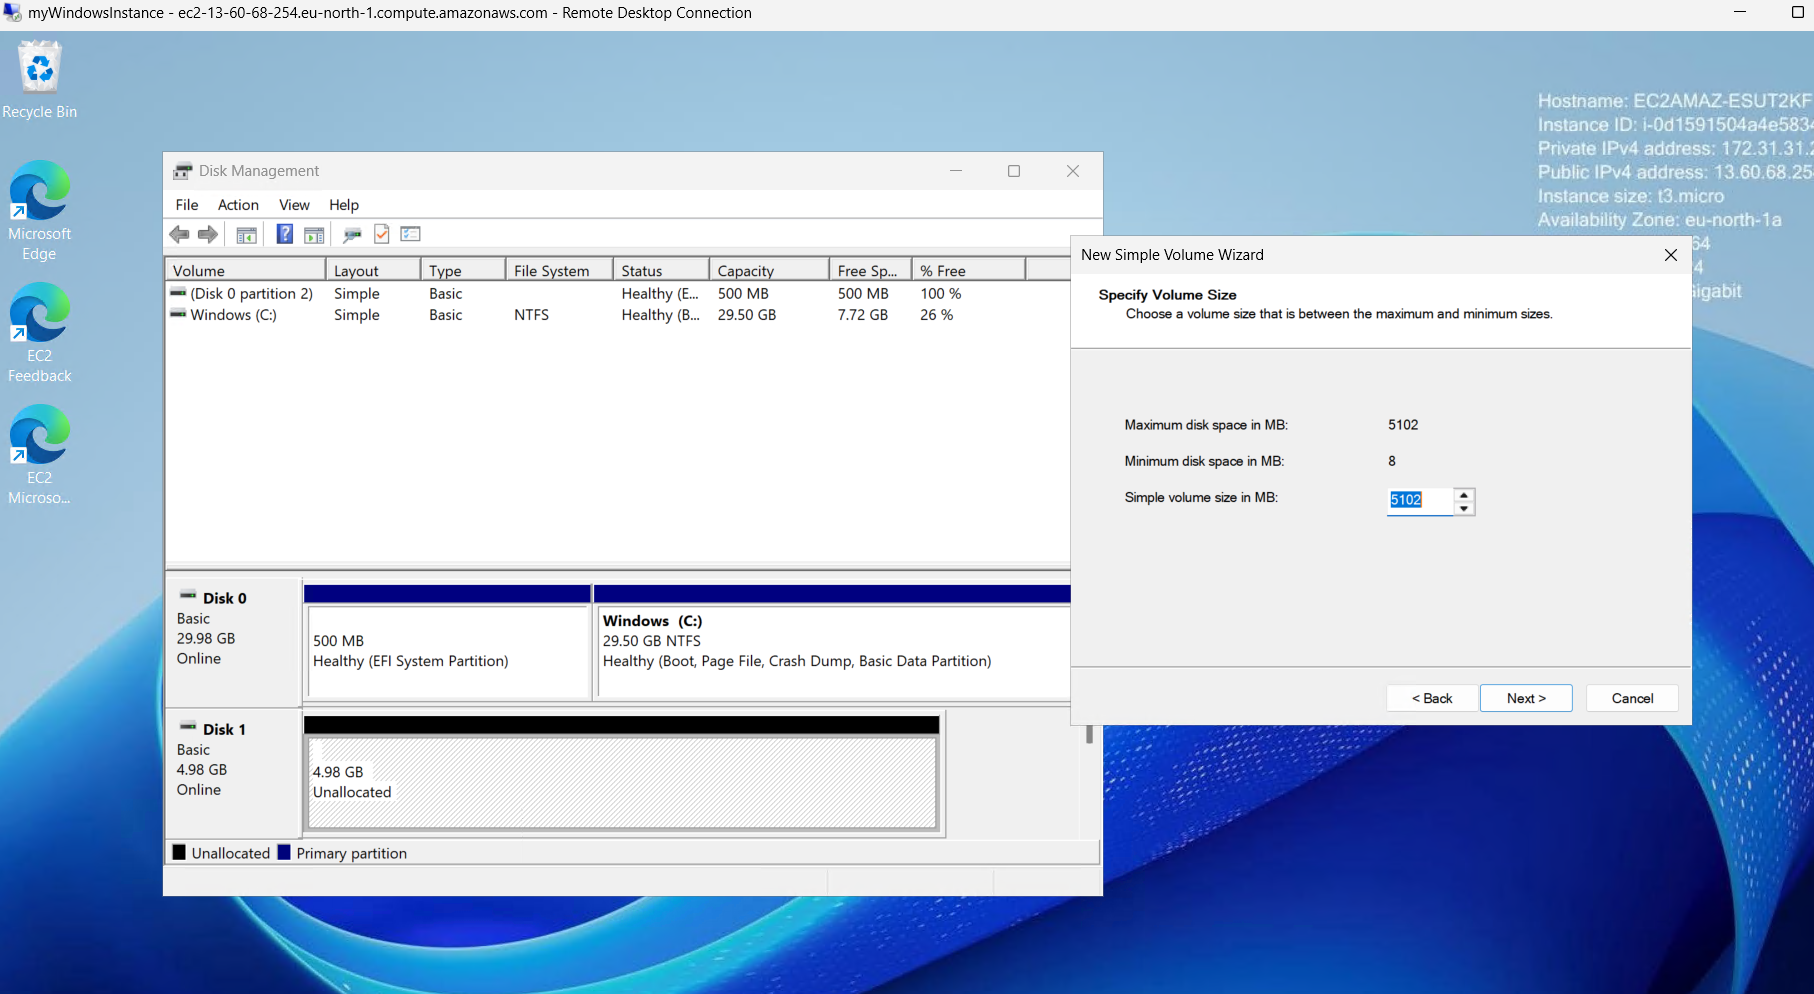 myWindowsInstance - ec2-13-60-68-254.eu-north-1.compute.amazonaws.com - Remote Desktop Connection
Recycle Bin
Microsoft
Edge
EC2
Feedback
EC2
Microso...
Hostname: EC2AMAZ-ESUT2KF
Instance ID: i-0d1591504a4e583
Private IPv4 address: 172.31.31.2
Public IPv4 address: 13.60.68.25
Instance size: t3.micro
Availability Zone: eu-north-1a
64
4
Gigabit
Disk Management
File Action View Help
Volume Layout Type File System Status Capacity Free Sp... % Free
(Disk 0 partition 2) Simple Basic Healthy (E... 500 MB 500 MB 100 %
Windows (C:) Simple Basic NTFS Healthy (B... 29.50 GB 7.72 GB 26 %
Disk 0
Basic
29.98 GB
Online
500 MB
Healthy (EFI System Partition)
Windows (C:)
29.50 GB NTFS
Healthy (Boot, Page File, Crash Dump, Basic Data Partition)
Disk 1
Basic
4.98 GB
Online
4.98 GB
Unallocated
Unallocated Primary partition
New Simple Volume Wizard
Specify Volume Size
Choose a volume size that is between the maximum and minimum sizes.
Maximum disk space in MB: 5102
Minimum disk space in MB: 8
Simple volume size in MB: 5102
< Back Next > Cancel